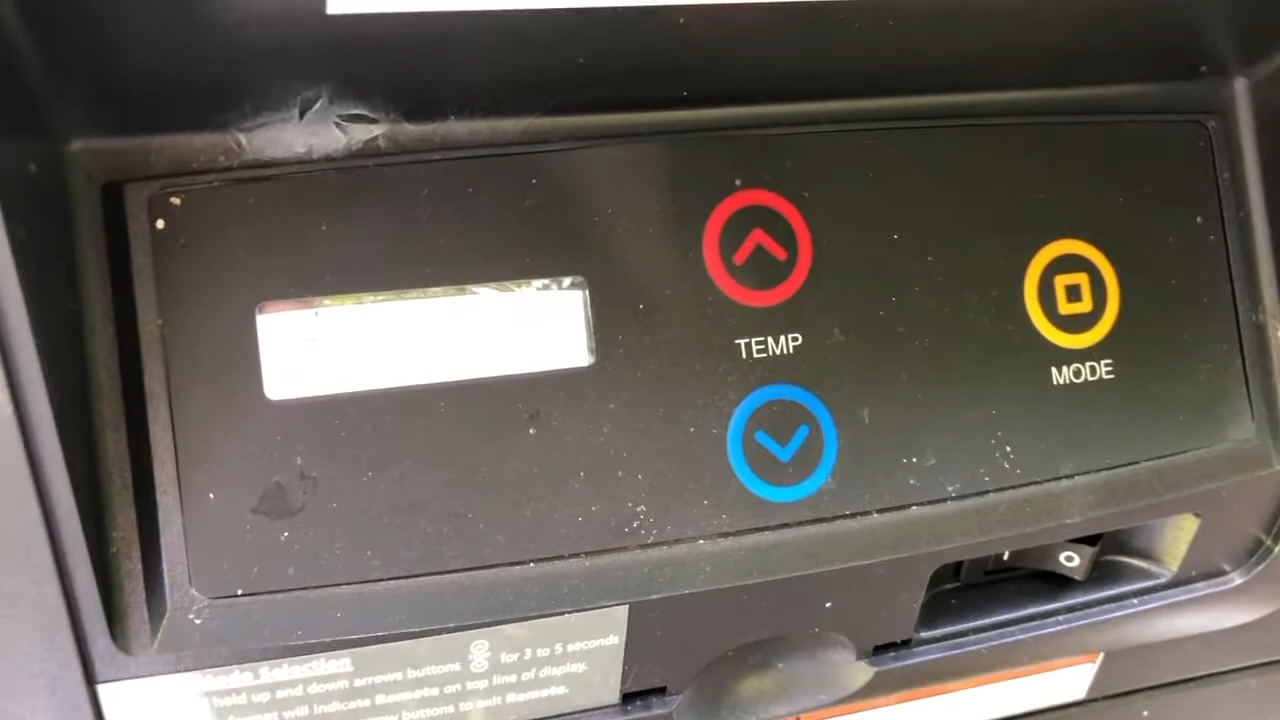 TEMP
MODE
I O
Mode Selection
hold up and down arrows buttons for 3 to 5 seconds
will indicate Remote on top line of display.
buttons to exit Remote.